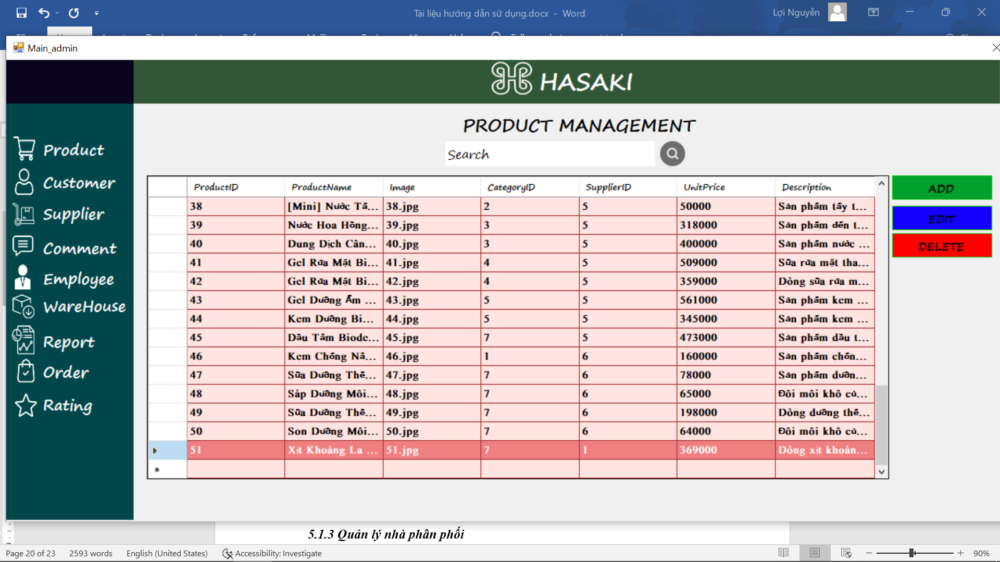 Tài liệu hướng dẫn sử dụng.docx - Word
Lợi Nguyễn
Main_admin
HASAKI
PRODUCT MANAGEMENT
Search
Product
Customer
Supplier
Comment
Employee
WareHouse
Report
Order
Rating
ProductID ProductName Image CategoryID SupplierID UnitPrice Description
38 [Mini] Nước Tẩ... 38.jpg 2 5 50000 Sản phẩm tẩy t...
39 Nước Hoa Hồng... 39.jpg 3 5 318000 Sản phẩm đến t...
40 Dung Dịch Cân... 40.jpg 3 5 400000 Sản phẩm nước ...
41 Gel Rửa Mặt Bi... 41.jpg 4 5 509000 Sữa rửa mặt tha...
42 Gel Rửa Mặt Bi... 42.jpg 4 5 359000 Dòng sữa rửa m...
43 Gel Dưỡng Ẩm ... 43.jpg 5 5 561000 Sản phẩm kem ...
44 Kem Dưỡng Bi... 44.jpg 5 5 345000 Sản phẩm kem ...
45 Dầu Tắm Biode... 45.jpg 7 5 473000 Sản phẩm dầu t...
46 Kem Chống Nắ... 46.jpg 1 6 160000 Sản phẩm chốn...
47 Sữa Dưỡng Thể... 47.jpg 7 6 78000 Sản phẩm dưỡn...
48 Sáp Dưỡng Môi... 48.jpg 7 6 65000 Đôi môi khô củ...
49 Sữa Dưỡng Thể... 49.jpg 7 6 198000 Dòng dưỡng thể...
50 Son Dưỡng Môi... 50.jpg 7 6 64000 Đôi môi khô củ...
51 Xịt Khoáng La ... 51.jpg 7 1 369000 Dòng xịt khoán...
ADD
EDIT
DELETE
5.1.3 Quản lý nhà phân phối
Page 20 of 23 2593 words English (United States) Accessibility: Investigate 90%